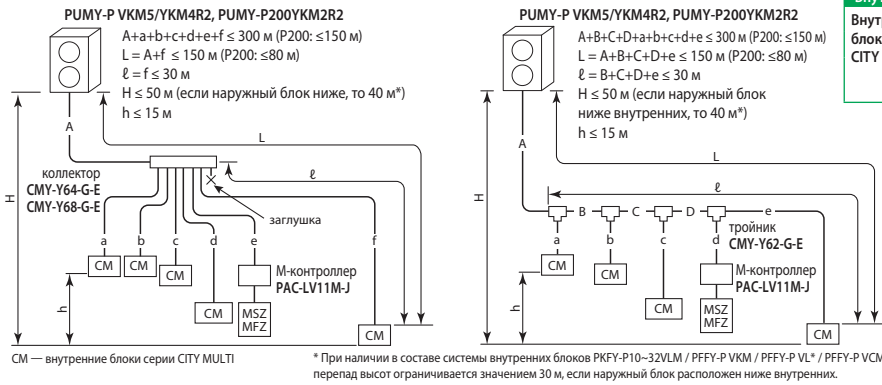 PUMY-P VKM5/YKM4R2, PUMY-P200YKM2R2
A+a+b+c+d+e+f ≤ 300 м (P200: ≤150 м)
L = A+f ≤ 150 м (P200: ≤80 м)
ℓ = f ≤ 30 м
H ≤ 50 м (если наружный блок ниже, то 40 м*)
h ≤ 15 м
A
L
H
коллектор
CMY-Y64-G-E
CMY-Y68-G-E
ℓ
заглушка
a
b
c
d
e
f
CM
CM
CM
М-контроллер
PAC-LV11M-J
h
CM
MSZ
MFZ
CM
CM — внутренние блоки серии CITY MULTI
PUMY-P VKM5/YKM4R2, PUMY-P200YKM2R2
A+B+C+D+a+b+c+d+e ≤ 300 м (P200: ≤150 м)
L = A+B+C+D+e ≤ 150 м (P200: ≤80 м)
ℓ = B+C+D+e ≤ 30 м
H ≤ 50 м (если наружный блок
ниже внутренних, то 40 м*)
h ≤ 15 м
A
L
H
ℓ
B
C
D
e
тройник
CMY-Y62-G-E
a
b
c
d
CM
CM
М-контроллер
PAC-LV11M-J
h
CM
MSZ
MFZ
CM
* При наличии в составе системы внутренних блоков PKFY-P10~32VLM / PFFY-P VKM / PFFY-P VL* / PFFY-P VCM
перепад высот ограничивается значением 30 м, если наружный блок расположен ниже внутренних.
Внутр
блок
CITY